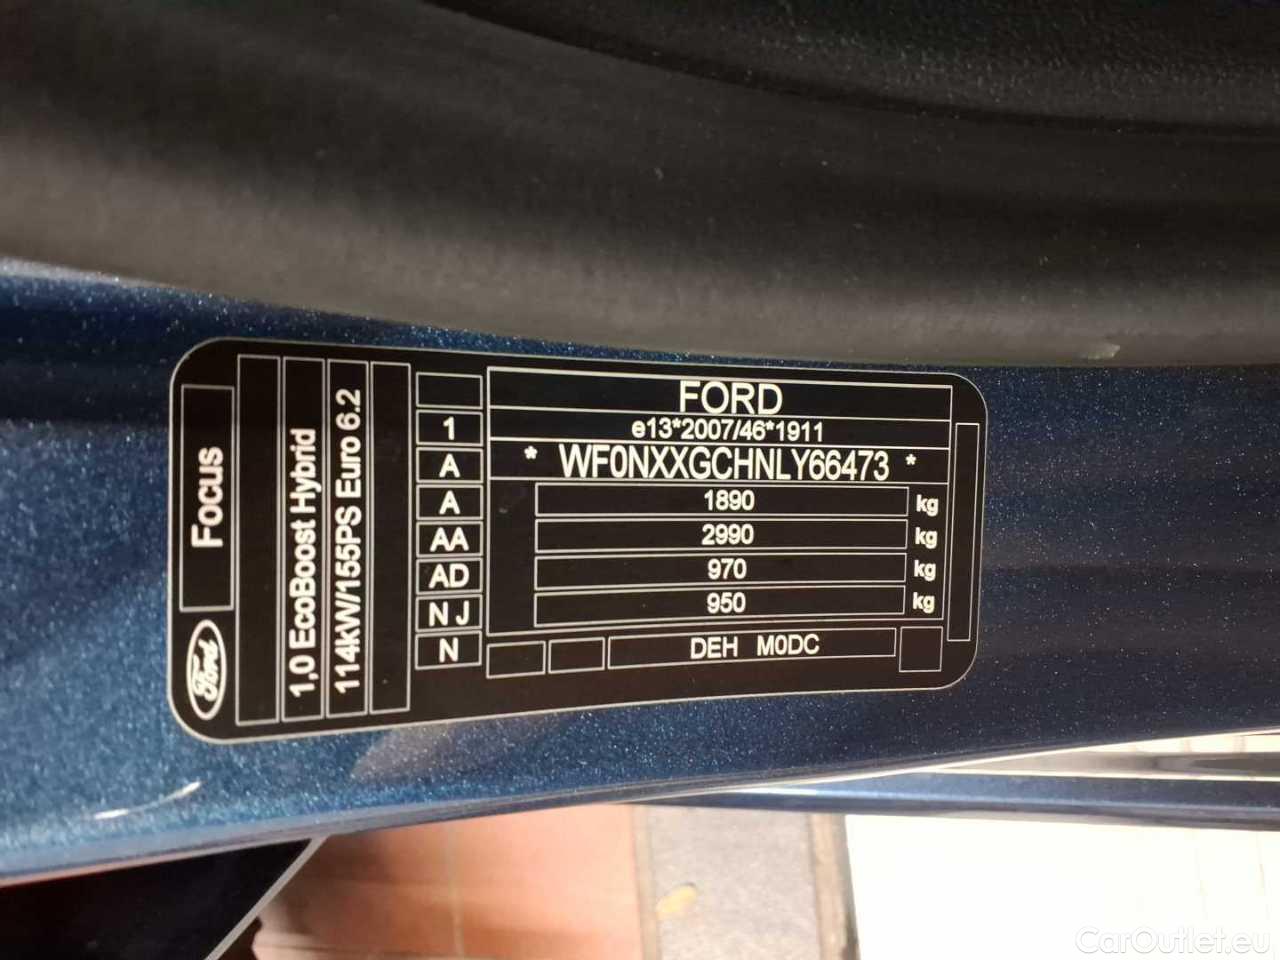 Ford
Focus
1,0 EcoBoost Hybrid
114kW/155PS Euro 6.2
1
A
A
AA
AD
N J
N
FORD
e13*2007/46*1911
* WF0NXXGCHNLY66473 *
1890 kg
2990 kg
970 kg
950 kg
DEH M0DC
CarOutlet.eu